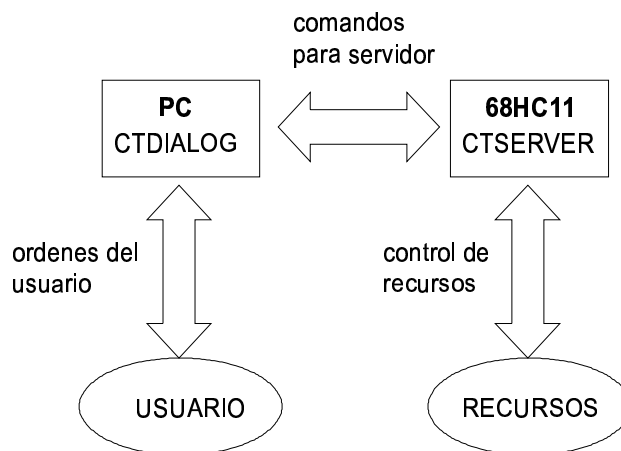 comandos
para servidor
PC
CTDIALOG
68HC11
CTSERVER
ordenes del
usuario
control de
recursos
USUARIO
RECURSOS